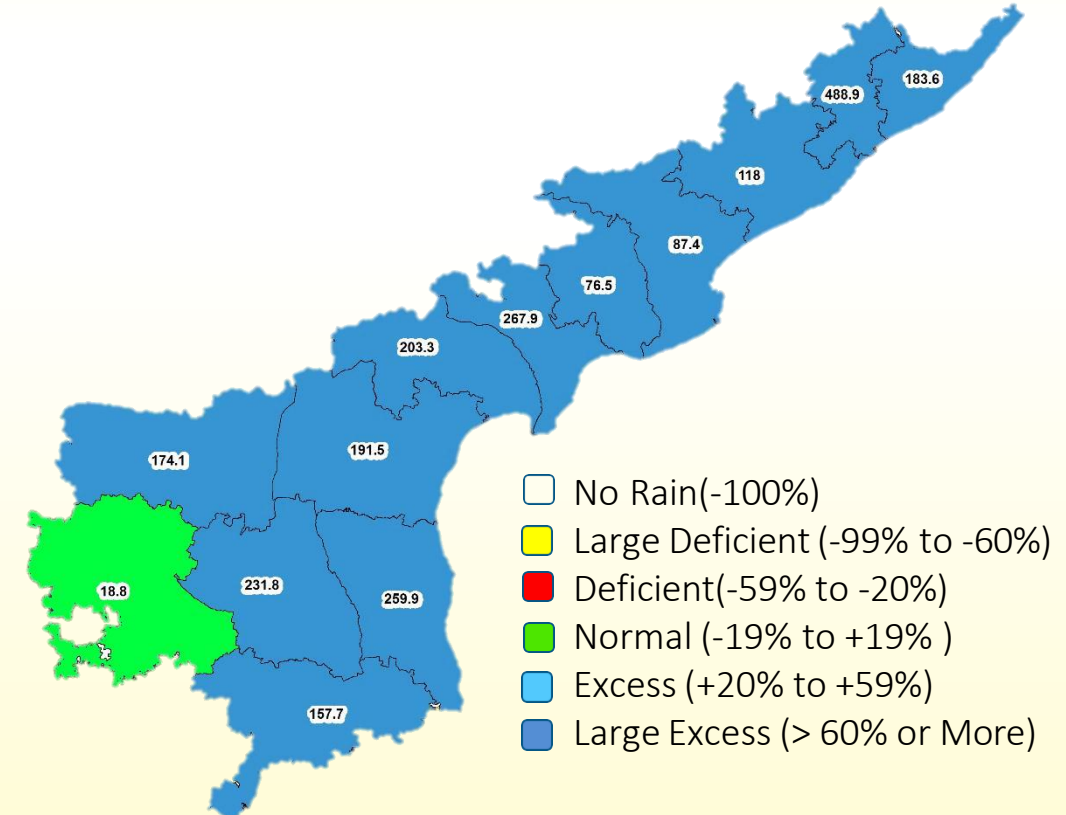 183.6
488.9
118
87.4
76.5
267.9
203.3
191.5
174.1
18.8
231.8
259.9
157.7
No Rain(-100%)
Large Deficient (-99% to -60%)
Deficient(-59% to -20%)
Normal (-19% to +19% )
Excess (+20% to +59%)
Large Excess (> 60% or More)